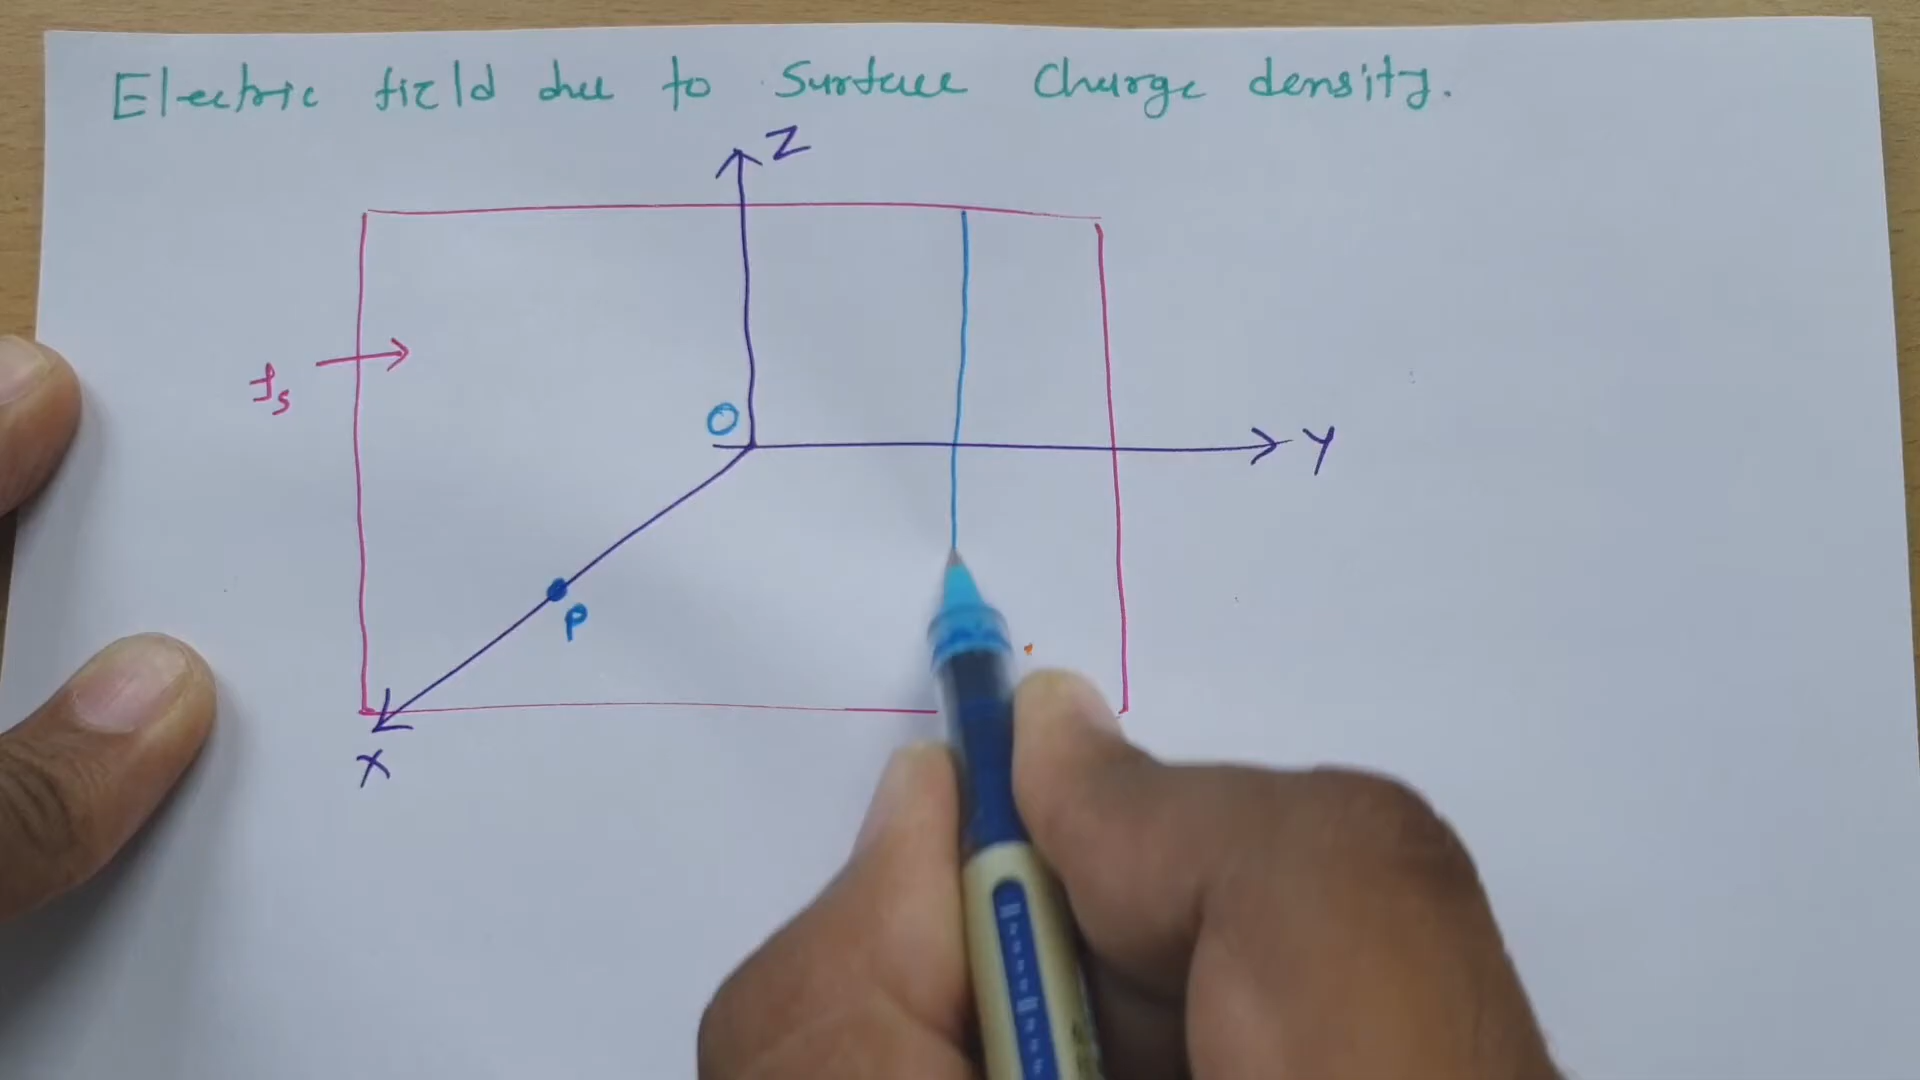 Electric field due to Surface Charge density.
Z
ρs
O
Y
P
X